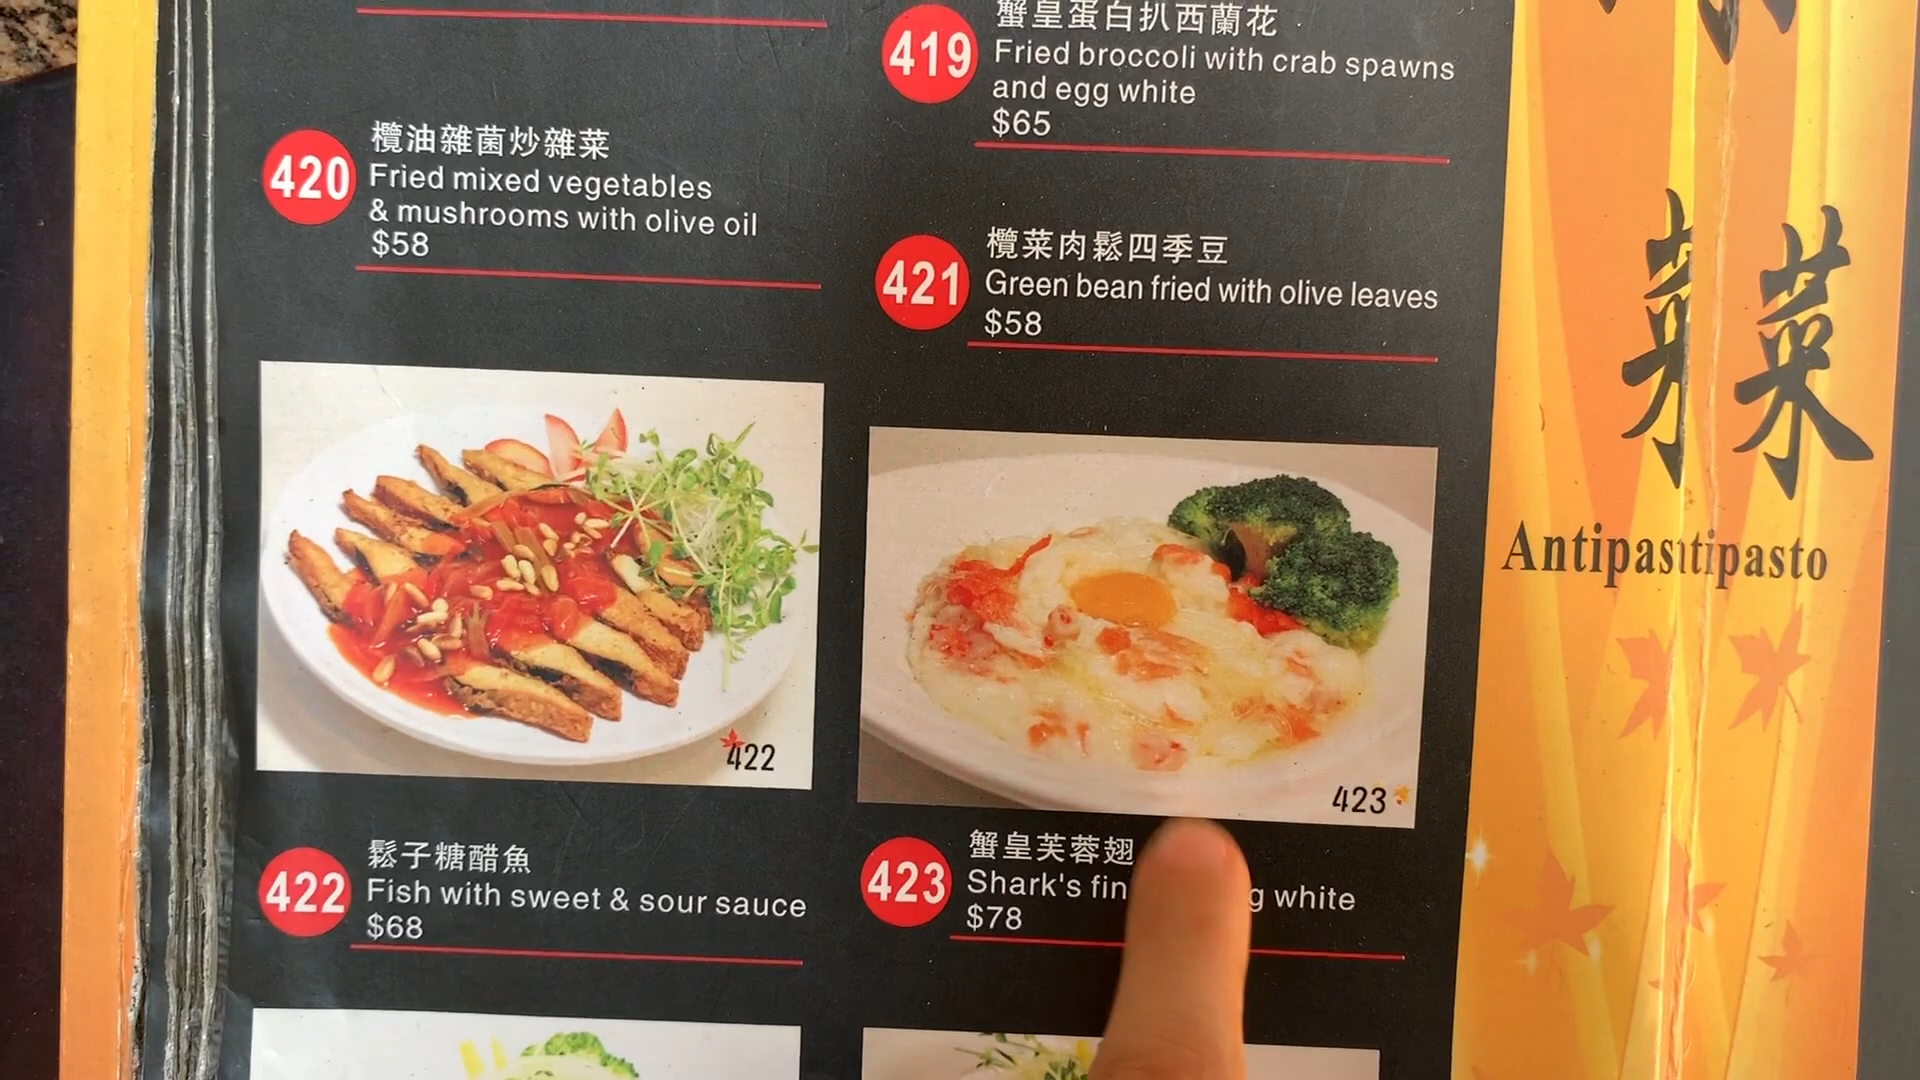 420
欖油雜菌炒雜菜
Fried mixed vegetables
& mushrooms with olive oil
$58
422
422
鬆子糖醋魚
Fish with sweet & sour sauce
$68
419
蟹皇蛋白扒西蘭花
Fried broccoli with crab spawns
and egg white
$65
421
欖菜肉鬆四季豆
Green bean fried with olive leaves
$58
423
423
蟹皇芙蓉翅
Shark's fin white
$78
菜
Antipasto